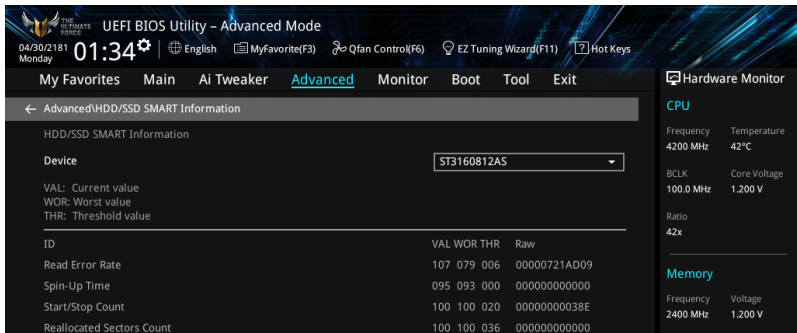 THE ULTIMATE FORCE
UEFI BIOS Utility – Advanced Mode
04/30/2181 Monday 01:34 English MyFavorite(F3) Qfan Control(F6) EZ Tuning Wizard(F11) ? Hot Keys
My Favorites Main Ai Tweaker Advanced Monitor Boot Tool Exit
← Advanced\HDD/SSD SMART Information
HDD/SSD SMART Information
Device ST3160812AS
VAL: Current value
WOR: Worst value
THR: Threshold value
ID VAL WOR THR Raw
Read Error Rate 107 079 006 00000721AD09
Spin-Up Time 095 093 000 000000000000
Start/Stop Count 100 100 020 00000000038E
Reallocated Sectors Count 100 100 036 000000000000
Hardware Monitor
CPU
Frequency Temperature
4200 MHz 42°C
BCLK Core Voltage
100.0 MHz 1.200 V
Ratio
42x
Memory
Frequency Voltage
2400 MHz 1.200 V